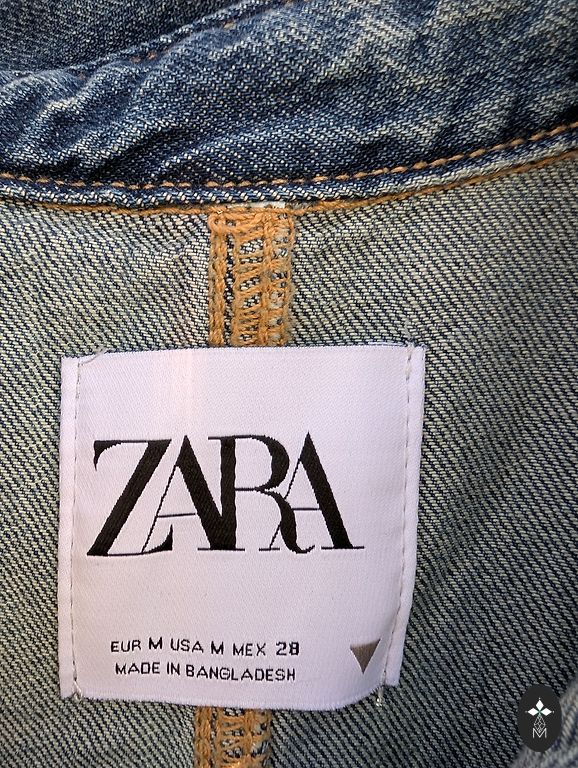 ZARA
EUR M USA M MEX 28
MADE IN BANGLADESH
M